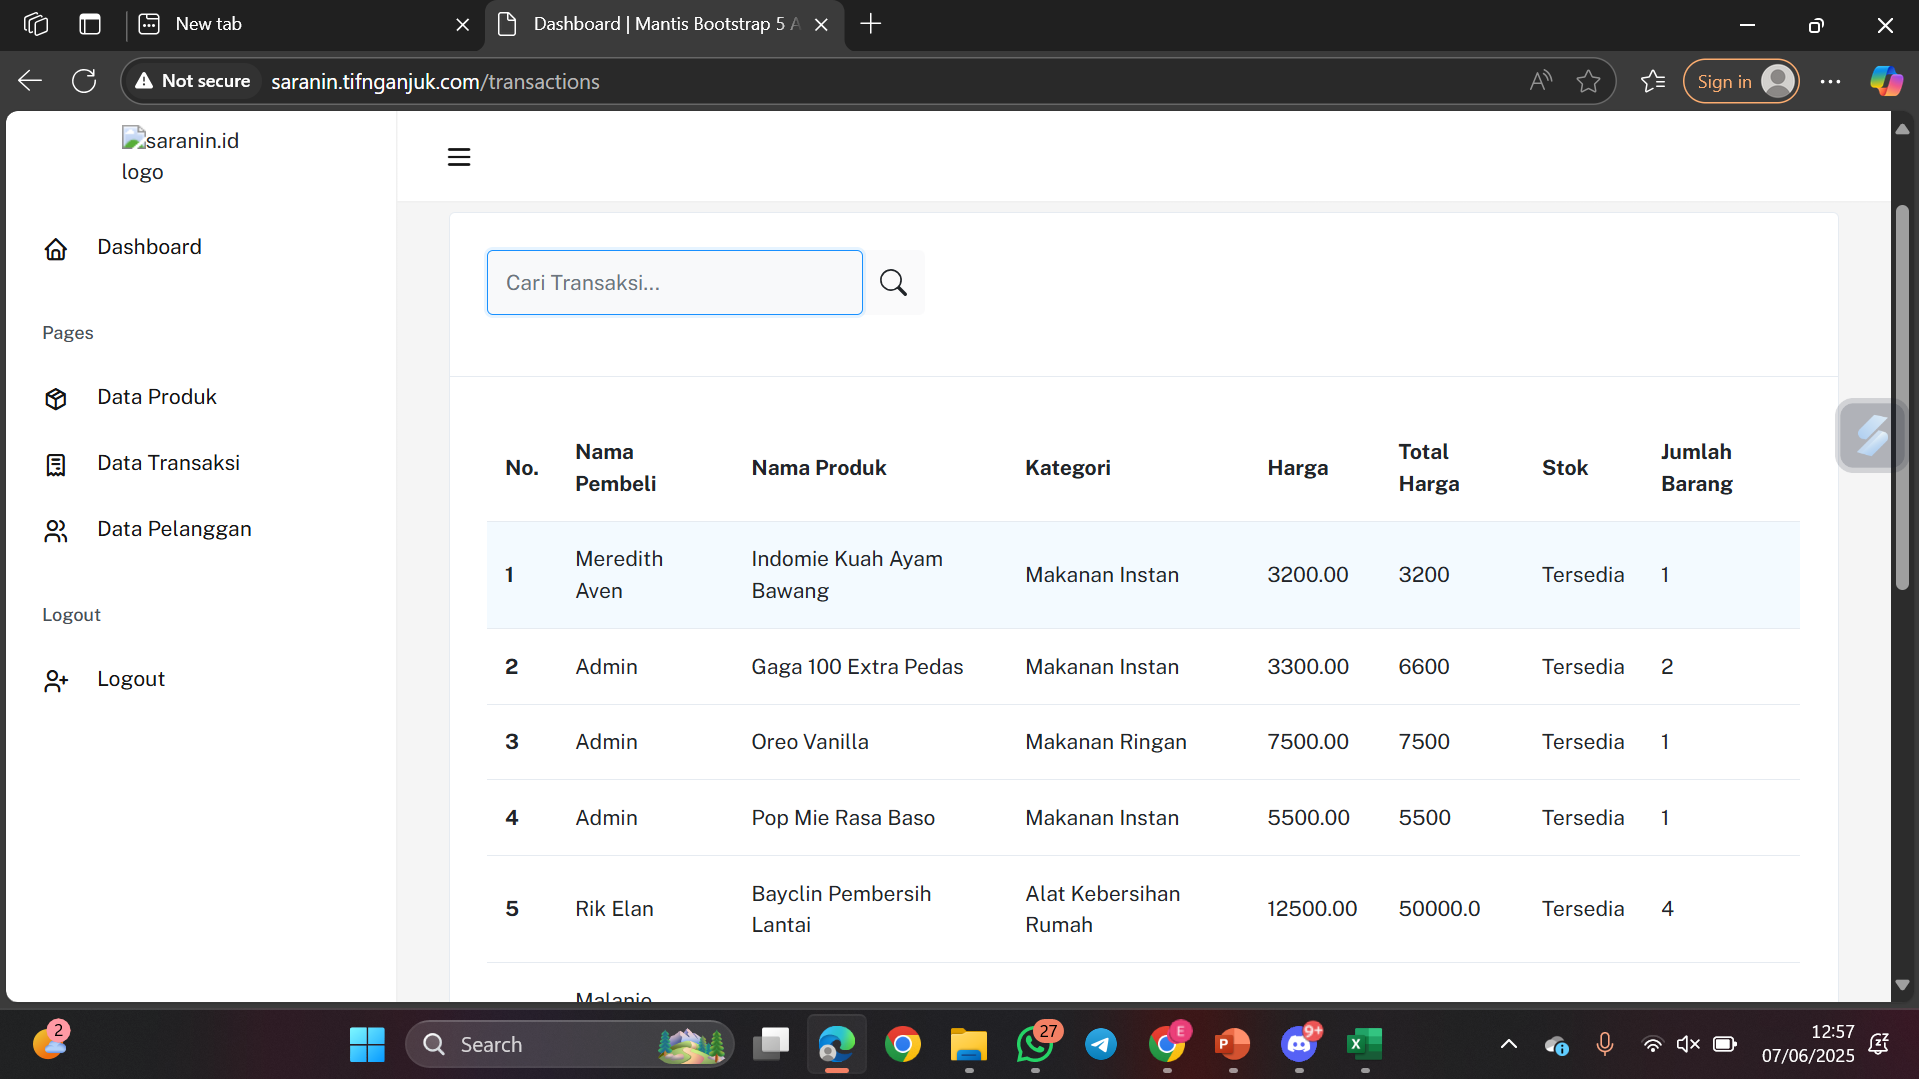 New tab
Dashboard | Mantis Bootstrap 5 A
Not secure
saranin.tifnganjuk.com/transactions
Sign in
saranin.id
logo
Dashboard
Pages
Data Produk
Data Transaksi
Data Pelanggan
Logout
Logout
Cari Transaksi...
No. Nama Pembeli Nama Produk Kategori Harga Total Harga Stok Jumlah Barang
1 Meredith Aven Indomie Kuah Ayam Bawang Makanan Instan 3200.00 3200 Tersedia 1
2 Admin Gaga 100 Extra Pedas Makanan Instan 3300.00 6600 Tersedia 2
3 Admin Oreo Vanilla Makanan Ringan 7500.00 7500 Tersedia 1
4 Admin Pop Mie Rasa Baso Makanan Instan 5500.00 5500 Tersedia 1
5 Rik Elan Bayclin Pembersih Lantai Alat Kebersihan Rumah 12500.00 50000.0 Tersedia 4
Malanie
2
Search
27
E
P
9+
X
12:57
07/06/2025